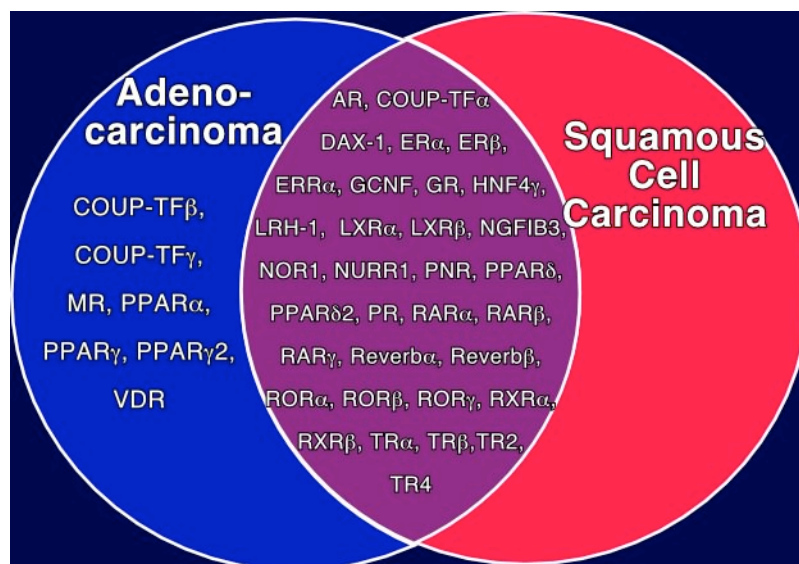 Adeno-
carcinoma
COUP-TFβ,
COUP-TFγ,
MR, PPARα,
PPARγ, PPARγ2,
VDR
AR, COUP-TFα
DAX-1, ERα, ERβ,
ERRα, GCNF, GR, HNF4γ,
LRH-1, LXRα, LXRβ, NGFIB3,
NOR1, NURR1, PNR, PPARδ,
PPARδ2, PR, RARα, RARβ,
RARγ, Reverbα, Reverbβ,
RORα, RORβ, RORγ, RXRα,
RXRβ, TRα, TRβ,TR2,
TR4
Squamous
Cell
Carcinoma